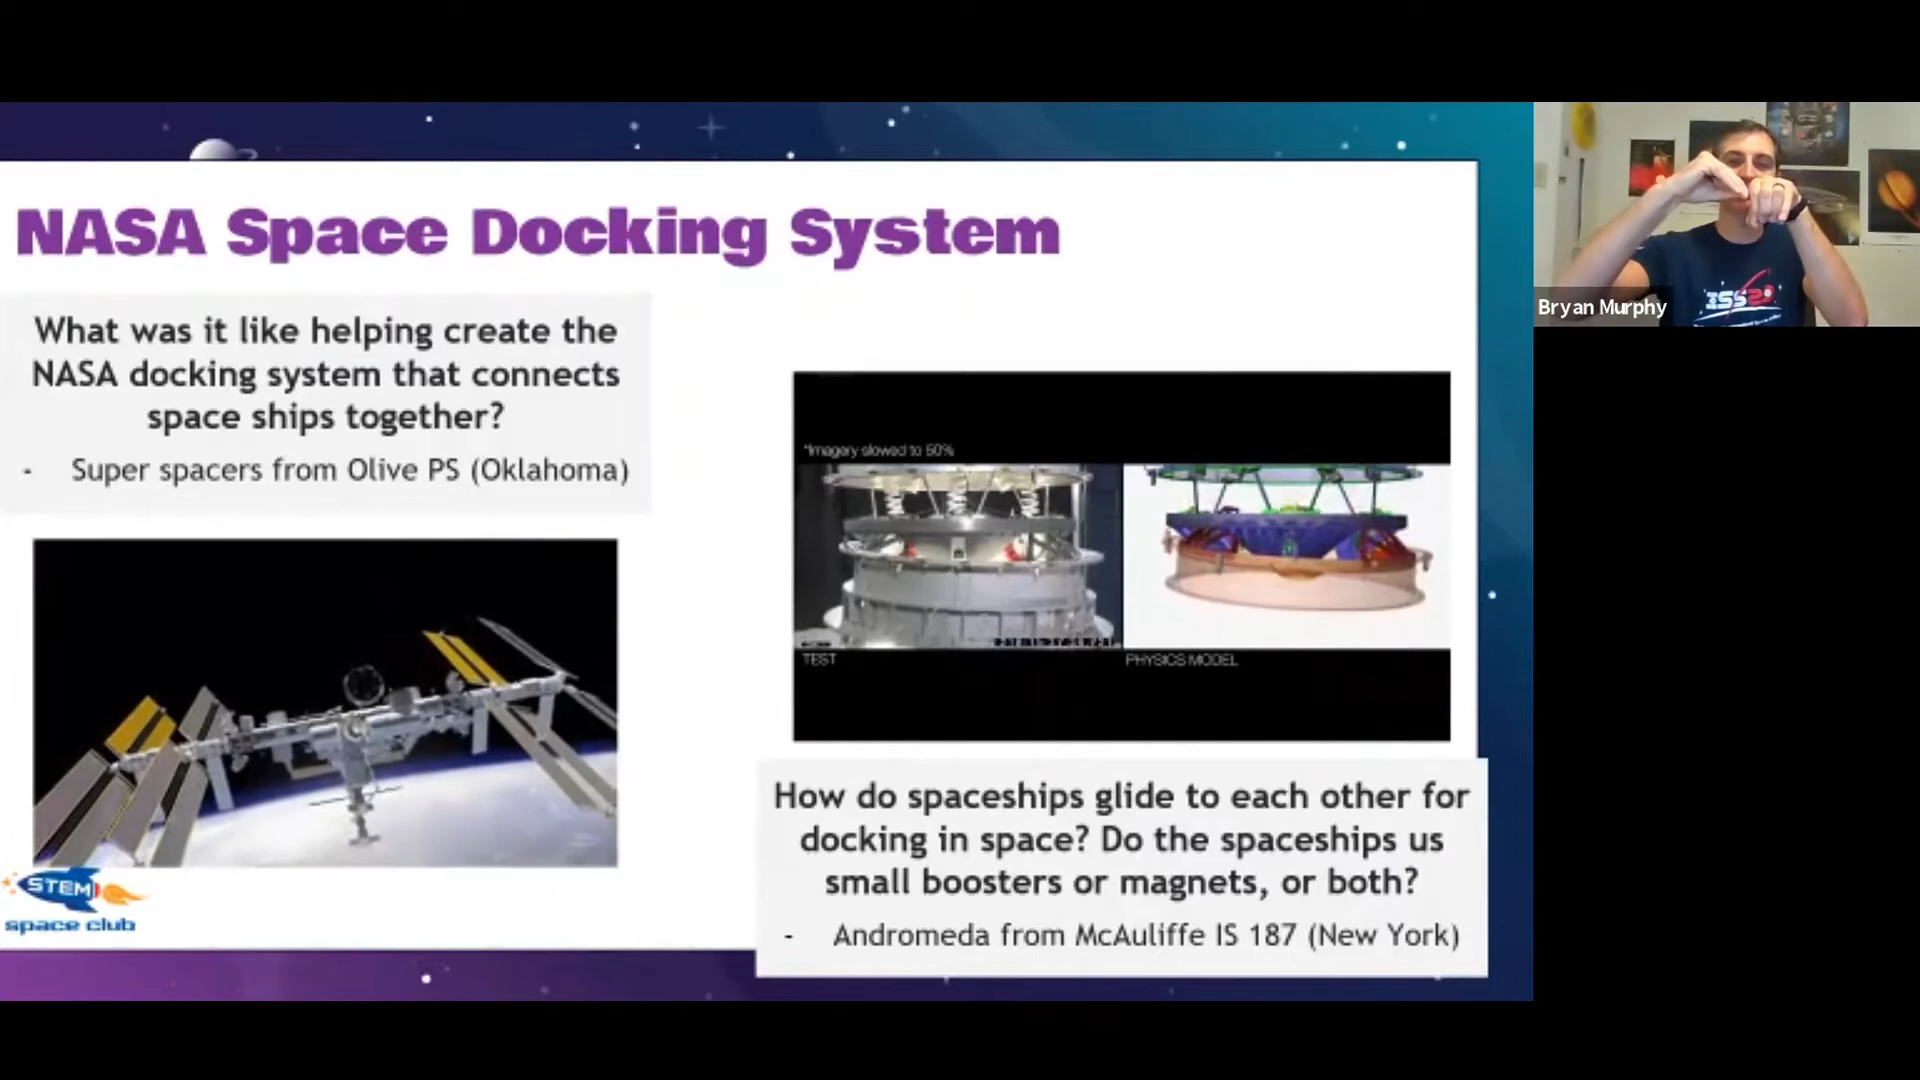 NASA Space Docking System
What was it like helping create the
NASA docking system that connects
space ships together?
- Super spacers from Olive PS (Oklahoma)
*Imagery slowed to 50%
TEST
PHYSICS MODEL
How do spaceships glide to each other for
docking in space? Do the spaceships us
small boosters or magnets, or both?
- Andromeda from McAuliffe IS 187 (New York)
STEM
space club
Bryan Murphy
ISS20